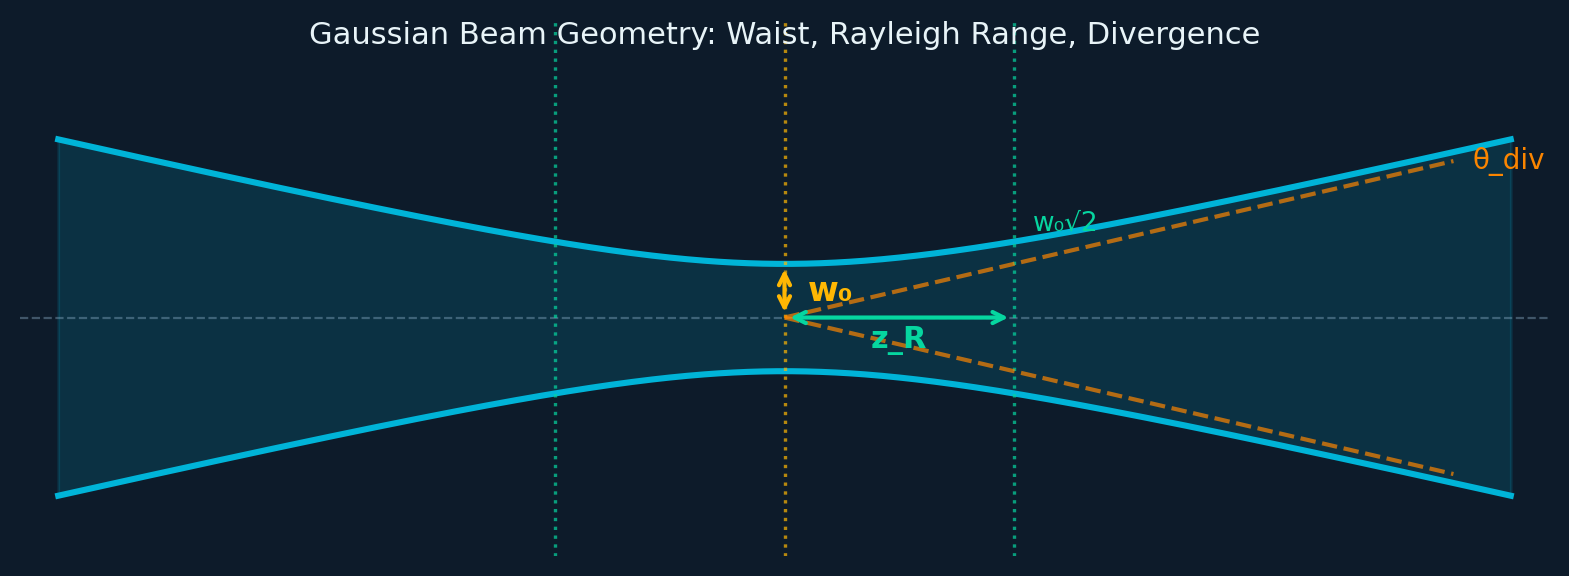 Gaussian Beam Geometry: Waist, Rayleigh Range, Divergence
θ_div
w₀√2
w₀
z_R